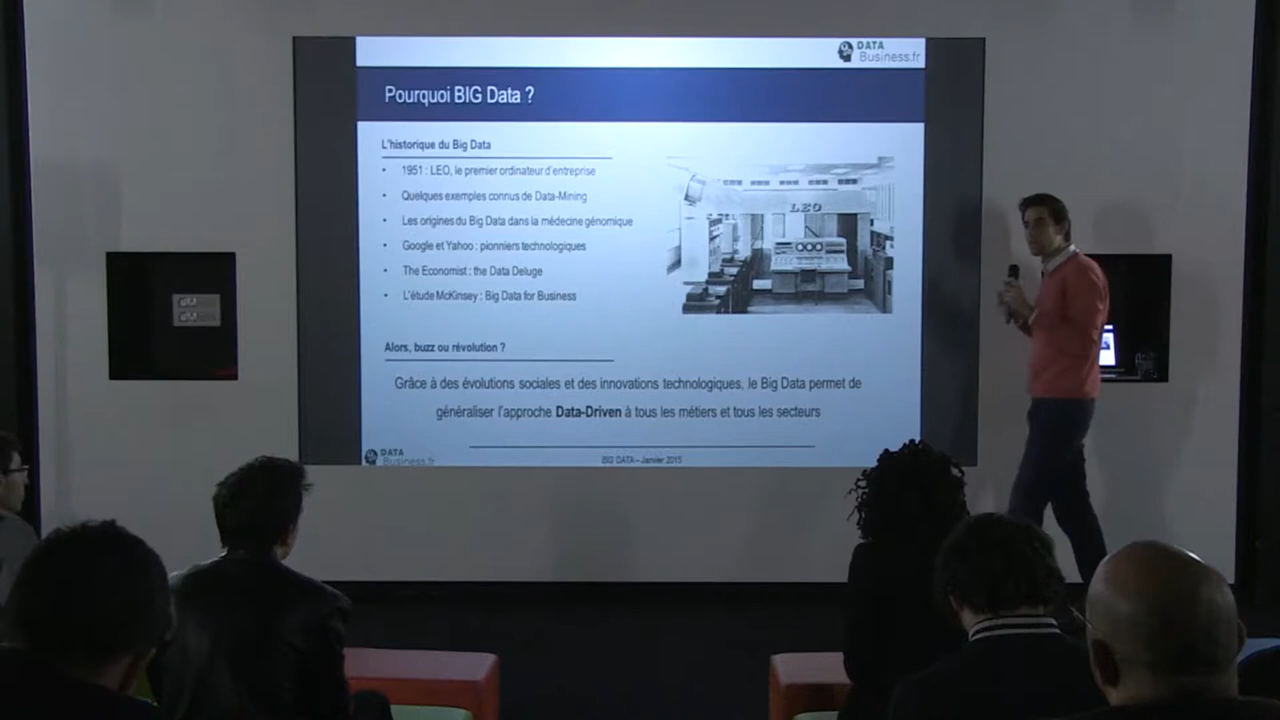 DATA
Business.fr
Pourquoi BIG Data ?
L'historique du Big Data
• 1951 : LEO, le premier ordinateur d'entreprise
• Quelques exemples connus de Data-Mining
• Les origines du Big Data dans la médecine génomique
• Google et Yahoo : pionniers technologiques
• The Economist : the Data Deluge
• L'étude McKinsey : Big Data for Business
LEO
Alors, buzz ou révolution ?
Grâce à des évolutions sociales et des innovations technologiques, le Big Data permet de
généraliser l'approche Data-Driven à tous les métiers et tous les secteurs
DATA
Business.fr
BIG DATA – Janvier 2015